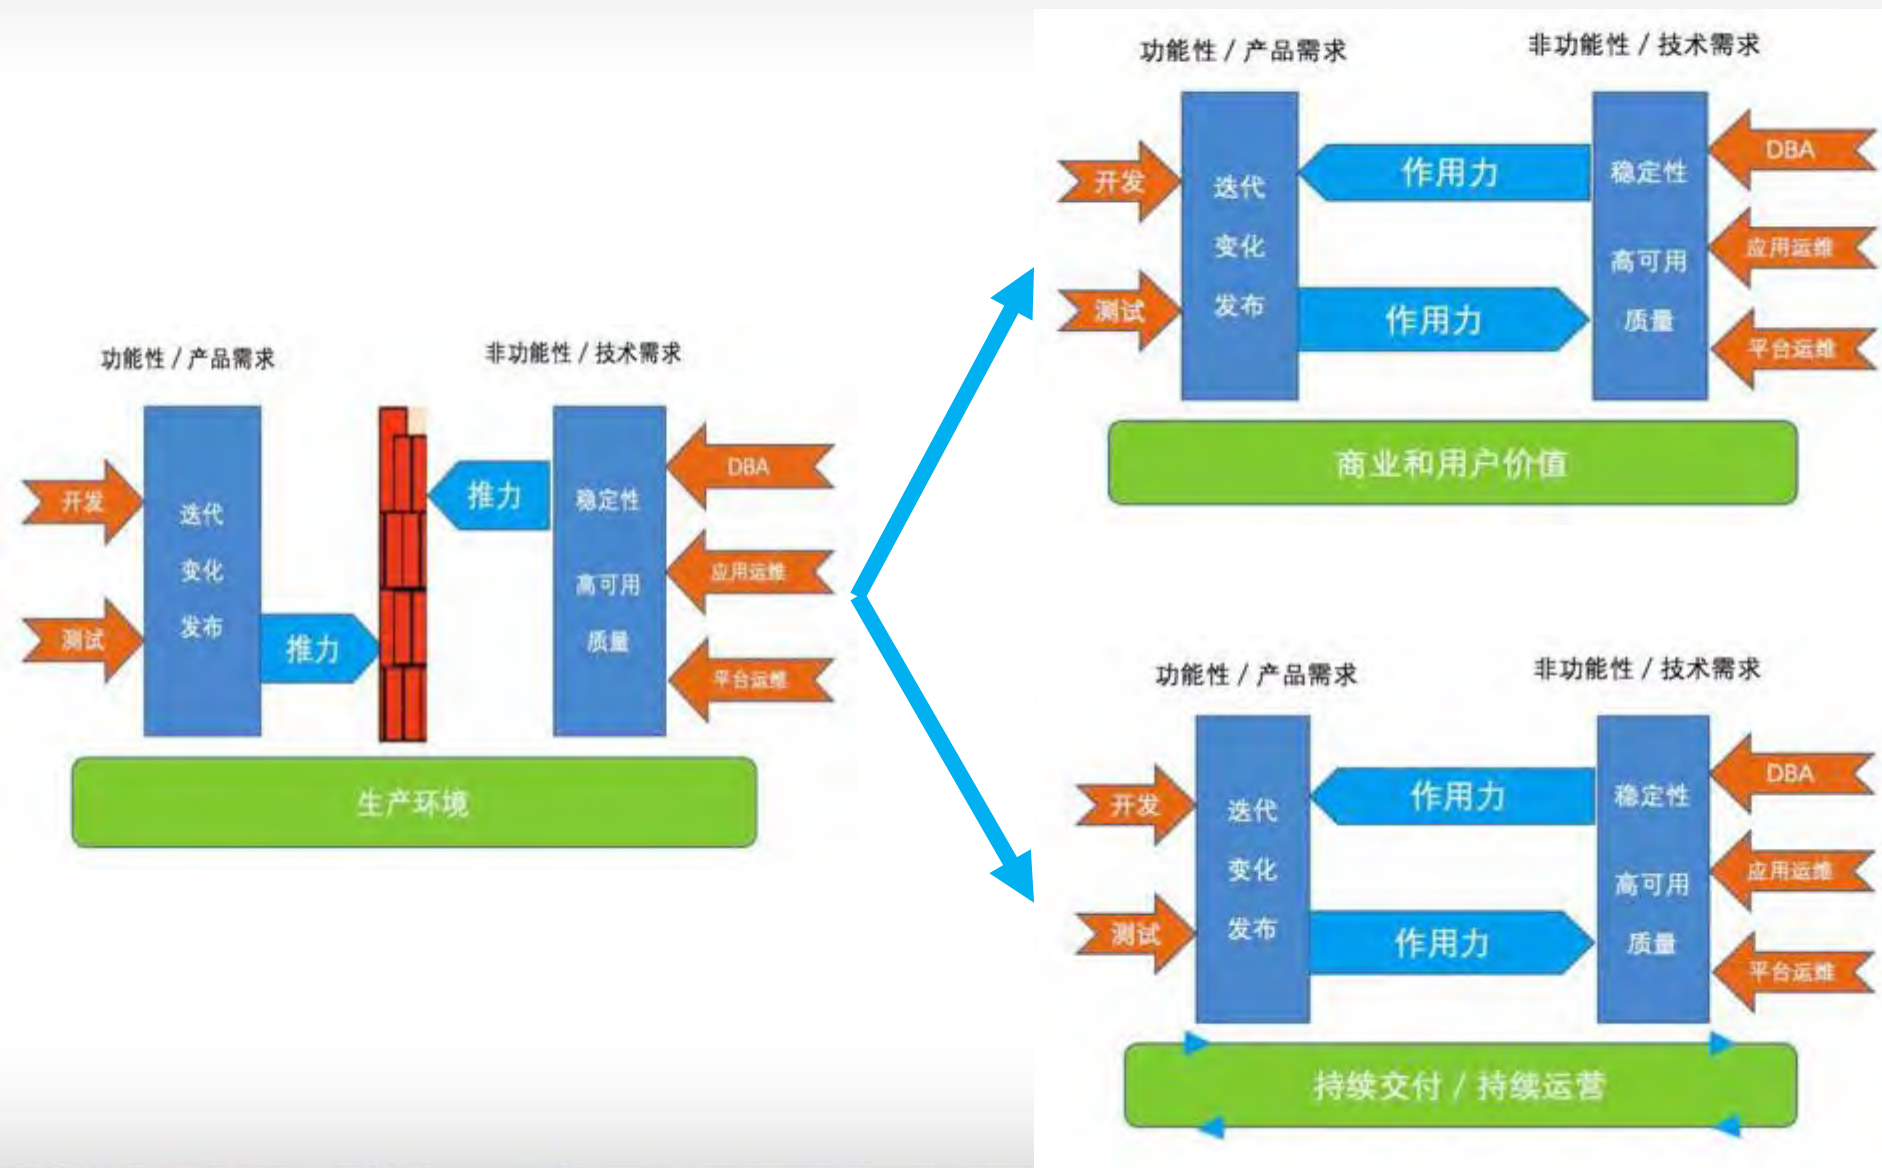 功能性 / 产品需求
非功能性 / 技术需求
开发
测试
迭代
变化
发布
推力
推力
稳定性
高可用
质量
DBA
应用运维
平台运维
生产环境
功能性 / 产品需求
非功能性 / 技术需求
开发
测试
迭代
变化
发布
作用力
作用力
稳定性
高可用
质量
DBA
应用运维
平台运维
商业和用户价值
功能性 / 产品需求
非功能性 / 技术需求
开发
测试
迭代
变化
发布
作用力
作用力
稳定性
高可用
质量
DBA
应用运维
平台运维
持续交付 / 持续运营